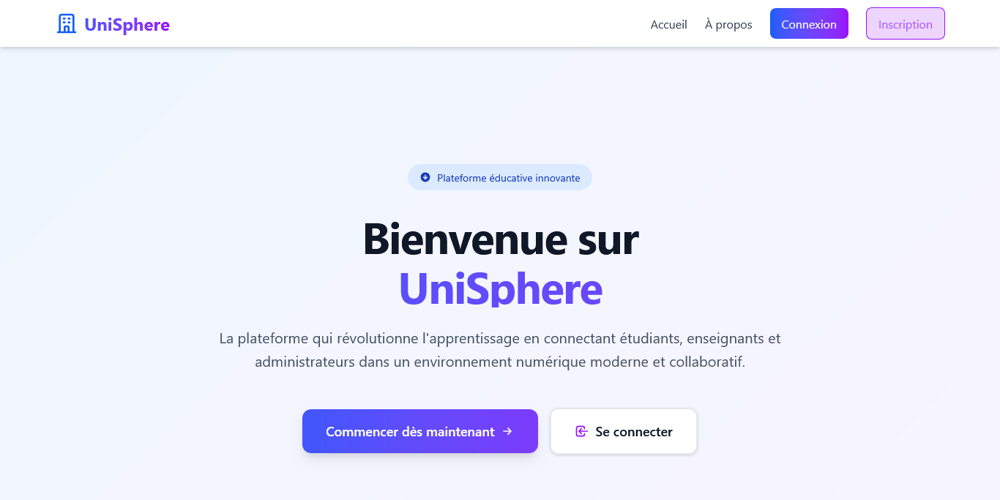 UniSphere
Accueil
À propos
Connexion
Inscription
Plateforme éducative innovante
Bienvenue sur
UniSphere
La plateforme qui révolutionne l'apprentissage en connectant étudiants, enseignants et
administrateurs dans un environnement numérique moderne et collaboratif.
Commencer dès maintenant
Se connecter